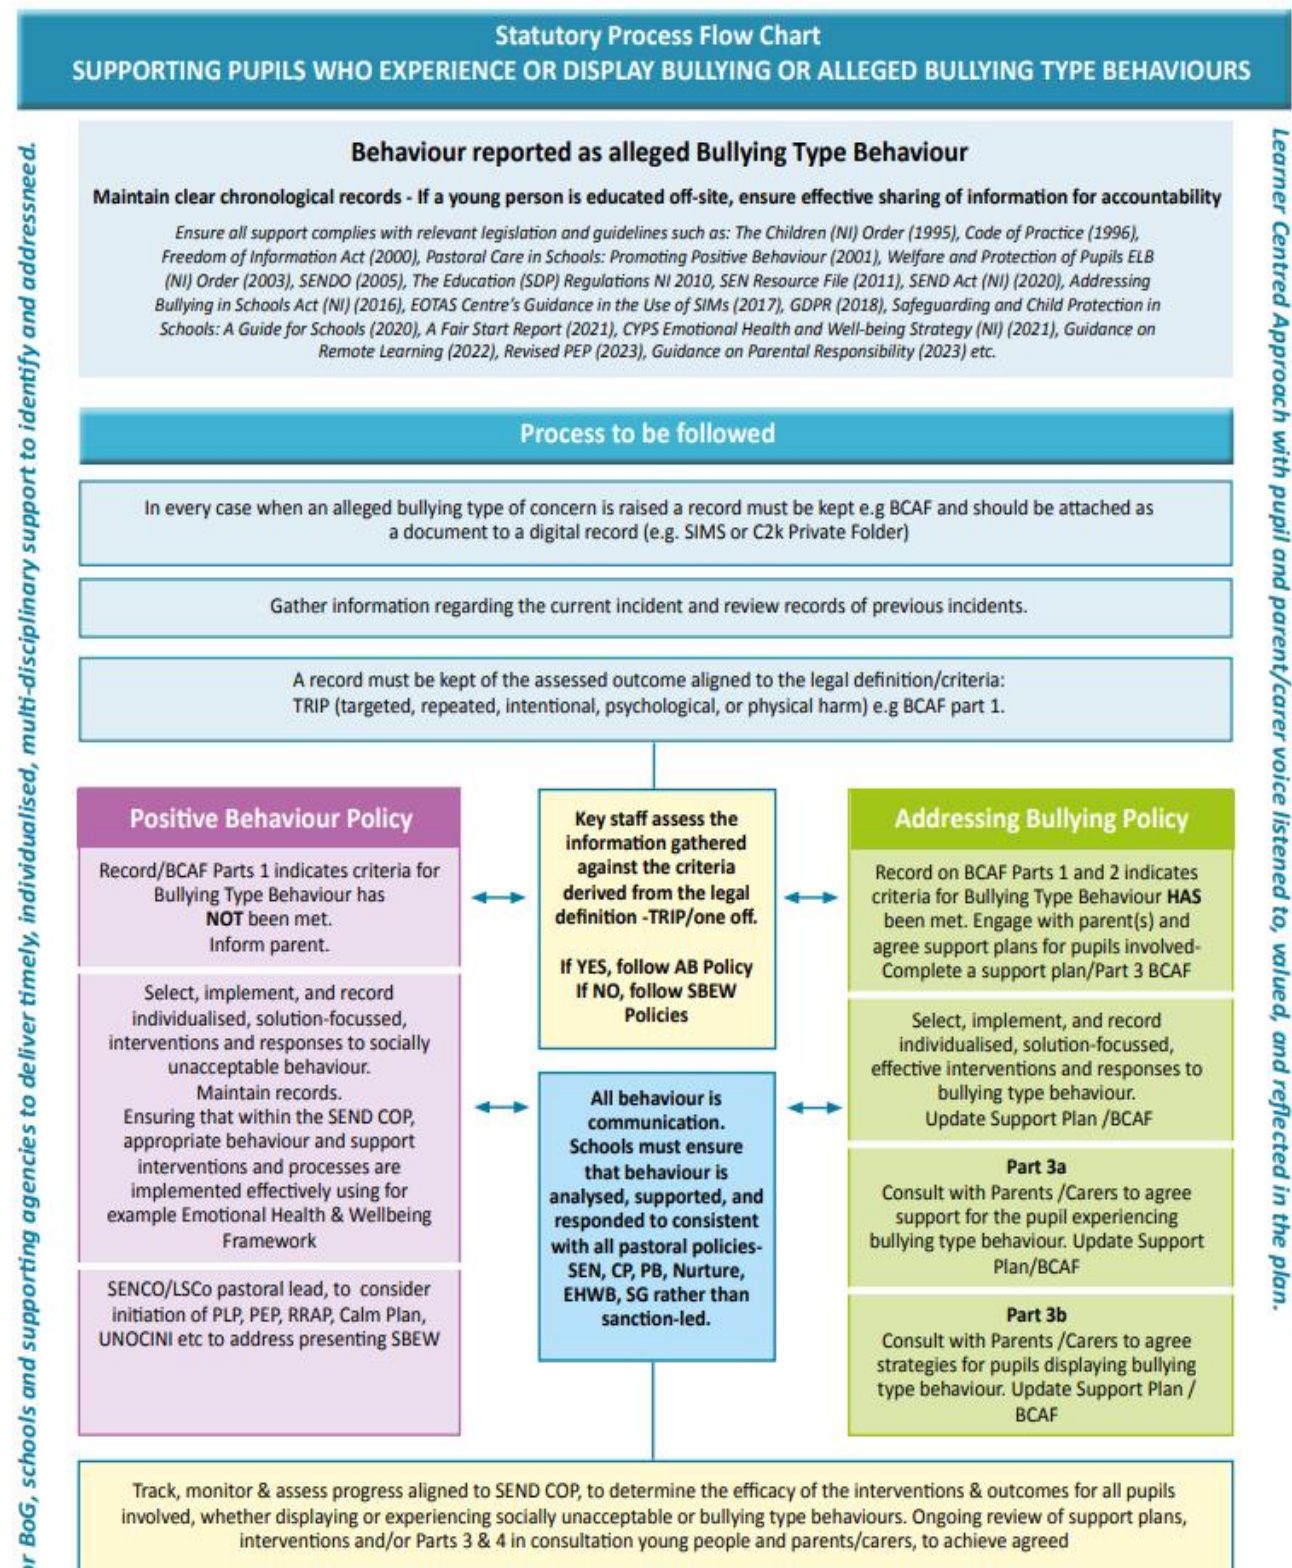 Statutory Process Flow Chart
SUPPORTING PUPILS WHO EXPERIENCE OR DISPLAY BULLYING OR ALLEGED BULLYING TYPE BEHAVIOURS
Behaviour reported as alleged Bullying Type Behaviour
Maintain clear chronological records - If a young person is educated off-site, ensure effective sharing of information for accountability
Ensure all support complies with relevant legislation and guidelines such as: The Children (NI) Order (1995), Code of Practice (1996),
Freedom of Information Act (2000), Pastoral Care in Schools: Promoting Positive Behaviour (2001), Welfare and Protection of Pupils ELB
(NI) Order (2003), SENDO (2005), The Education (SDP) Regulations NI 2010, SEN Resource File (2011), SEND Act (NI) (2020), Addressing
Bullying in Schools Act (NI) (2016), EOTAS Centre's Guidance in the Use of SIMs (2017), GDPR (2018), Safeguarding and Child Protection in
Schools: A Guide for Schools (2020), A Fair Start Report (2021), CYPS Emotional Health and Well-being Strategy (NI) (2021), Guidance on
Remote Learning (2022), Revised PEP (2023), Guidance on Parental Responsibility (2023) etc.
Process to be followed
In every case when an alleged bullying type of concern is raised a record must be kept e.g BCAF and should be attached as
a document to a digital record (e.g. SIMS or C2k Private Folder)
Gather information regarding the current incident and review records of previous incidents.
A record must be kept of the assessed outcome aligned to the legal definition/criteria:
TRIP (targeted, repeated, intentional, psychological, or physical harm) e.g BCAF part 1.
Positive Behaviour Policy
Record/BCAF Parts 1 indicates criteria for
Bullying Type Behaviour has
NOT been met.
Inform parent.
Select, implement, and record
individualised, solution-focussed,
interventions and responses to socially
unacceptable behaviour.
Maintain records.
Ensuring that within the SEND COP,
appropriate behaviour and support
interventions and processes are
implemented effectively using for
example Emotional Health & Wellbeing
Framework
SENCO/LSCo pastoral lead, to consider
initiation of PLP, PEP, RRAP, Calm Plan,
UNOCINI etc to address presenting SBEW
Key staff assess the
information gathered
against the criteria
derived from the legal
definition -TRIP/one off.
If YES, follow AB Policy
If NO, follow SBEW
Policies
All behaviour is
communication.
Schools must ensure
that behaviour is
analysed, supported, and
responded to consistent
with all pastoral policies-
SEN, CP, PB, Nurture,
EHWB, SG rather than
sanction-led.
Addressing Bullying Policy
Record on BCAF Parts 1 and 2 indicates
criteria for Bullying Type Behaviour HAS
been met. Engage with parent(s) and
agree support plans for pupils involved-
Complete a support plan/Part 3 BCAF
Select, implement, and record
individualised, solution-focussed,
effective interventions and responses to
bullying type behaviour.
Update Support Plan /BCAF
Part 3a
Consult with Parents /Carers to agree
support for the pupil experiencing
bullying type behaviour. Update Support
Plan/BCAF
Part 3b
Consult with Parents /Carers to agree
strategies for pupils displaying bullying
type behaviour. Update Support Plan /
BCAF
Track, monitor & assess progress aligned to SEND COP, to determine the efficacy of the interventions & outcomes for all pupils
involved, whether displaying or experiencing socially unacceptable or bullying type behaviours. Ongoing review of support plans,
interventions and/or Parts 3 & 4 in consultation young people and parents/carers, to achieve agreed
BoG, schools and supporting agencies to deliver timely, individualised, multi-disciplinary support to identify and addressneed.
Learner Centred Approach with pupil and parent/carer voice listened to, valued, and reflected in the plan.